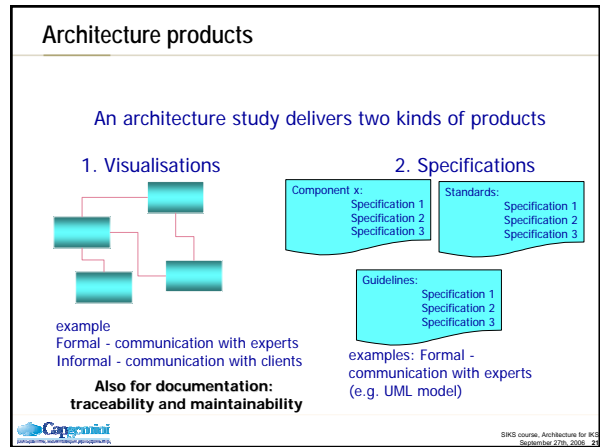 Architecture products
An architecture study delivers two kinds of products
1. Visualisations
2. Specifications
Component x:
Specification 1
Specification 2
Specification 3
Standards:
Specification 1
Specification 2
Specification 3
Guidelines:
Specification 1
Specification 2
Specification 3
example
Formal - communication with experts
Informal - communication with clients
examples: Formal -
communication with experts
(e.g. UML model)
Also for documentation:
traceability and maintainability
Capgemini
SIKS course, Architecture for IKS
September 27th, 2006 21